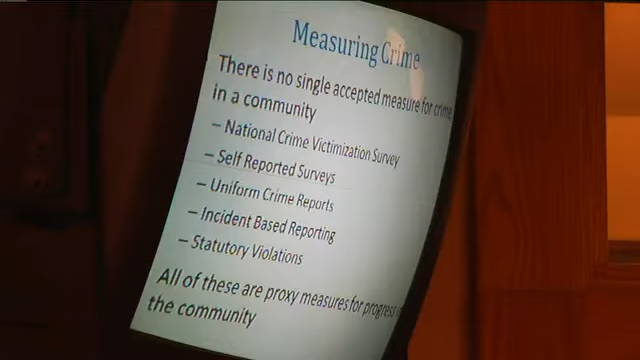 Measuring Crime
There is no single accepted measure for crime
in a community
– National Crime Victimization Survey
– Self Reported Surveys
– Uniform Crime Reports
– Incident Based Reporting
– Statutory Violations
All of these are proxy measures for progress
the community